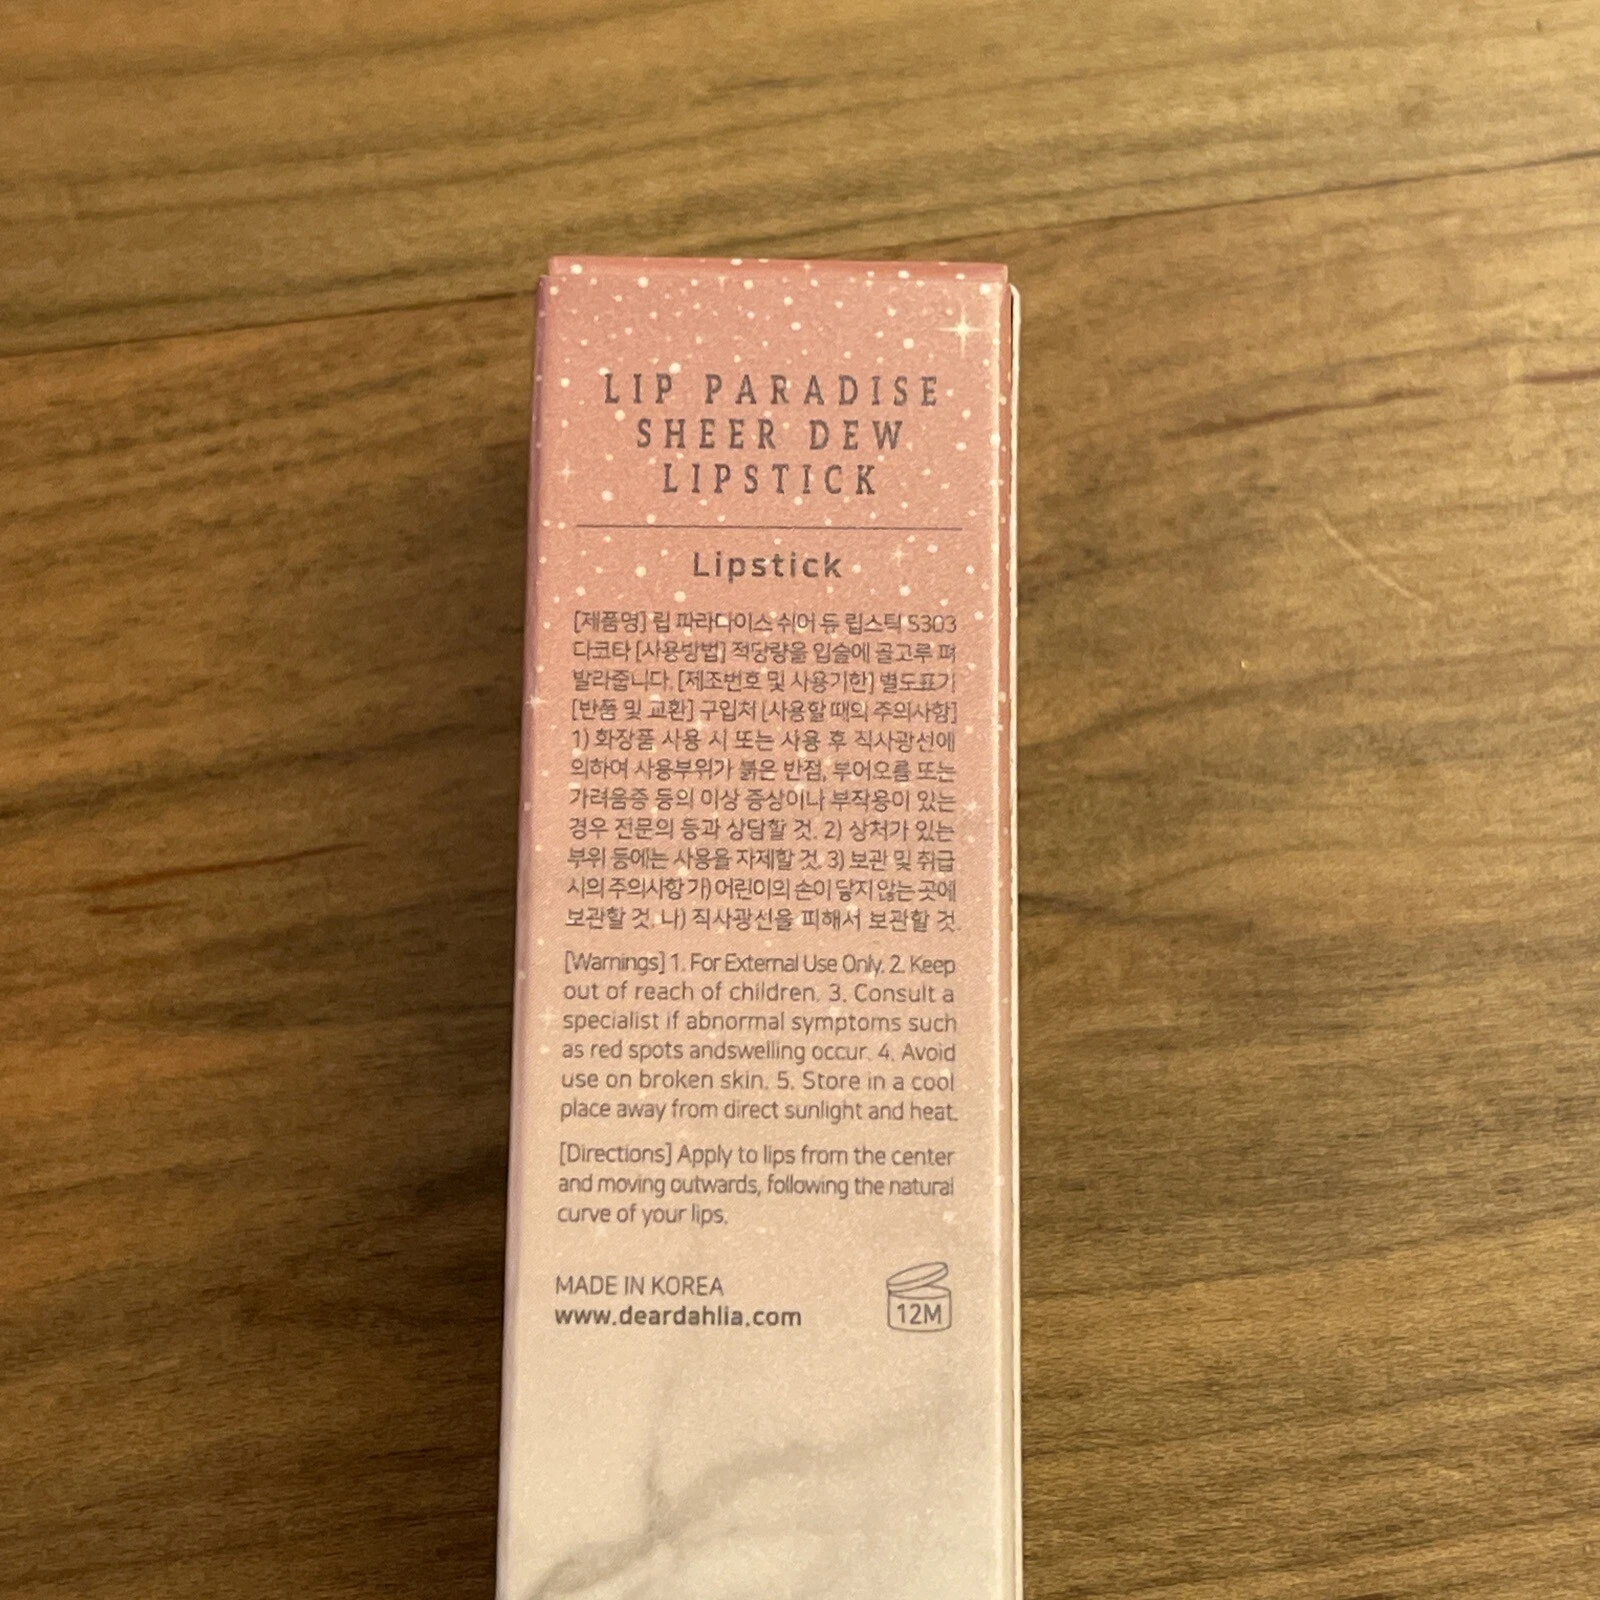 LIP PARADISE
SHEER DEW
LIPSTICK
Lipstick
[제품명] 립 파라다이스 쉬어 듀 립스틱 S303
다코타 [사용방법] 적당량을 입술에 골고루 펴
발라줍니다. [제조번호 및 사용기한] 별도표기
[반품 및 교환] 구입처 [사용할 때의 주의사항]
1) 화장품 사용 시 또는 사용 후 직사광선에
의하여 사용부위가 붉은 반점, 부어오름 또는
가려움증 등의 이상 증상이나 부작용이 있는
경우 전문의 등과 상담할 것. 2) 상처가 있는
부위 등에는 사용을 자제할 것. 3) 보관 및 취급
시의 주의사항 가) 어린이의 손이 닿지 않는 곳에
보관할 것. 나) 직사광선을 피해서 보관할 것.
[Warnings] 1. For External Use Only. 2. Keep
out of reach of children. 3. Consult a
specialist if abnormal symptoms such
as red spots andswelling occur. 4. Avoid
use on broken skin. 5. Store in a cool
place away from direct sunlight and heat.
[Directions] Apply to lips from the center
and moving outwards, following the natural
curve of your lips.
MADE IN KOREA
www.deardahlia.com
12M